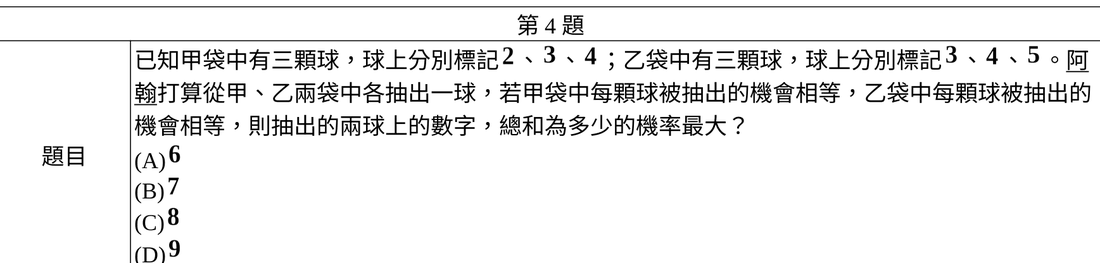 第 4 題
已知甲袋中有三顆球，球上分別標記2、3、4；乙袋中有三顆球，球上分別標記3、4、5。阿
翰打算從甲、乙兩袋中各抽出一球，若甲袋中每顆球被抽出的機會相等，乙袋中每顆球被抽出的
機會相等，則抽出的兩球上的數字，總和為多少的機率最大？
題目
(A)6
(B)7
(C)8
(D)9